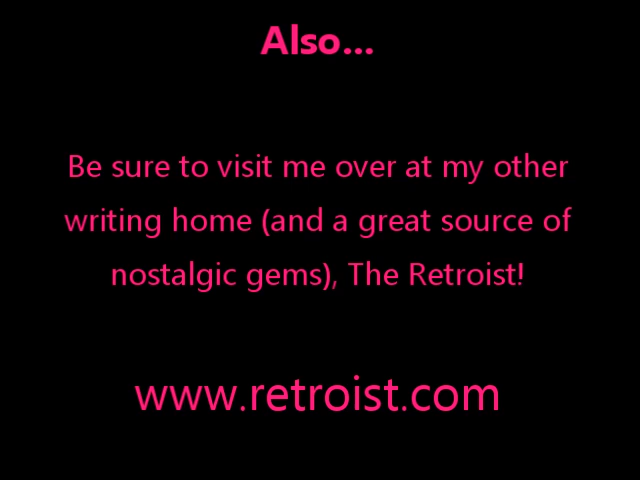 Also...
Be sure to visit me over at my other
writing home (and a great source of
nostalgic gems), The Retroist!
www.retroist.com